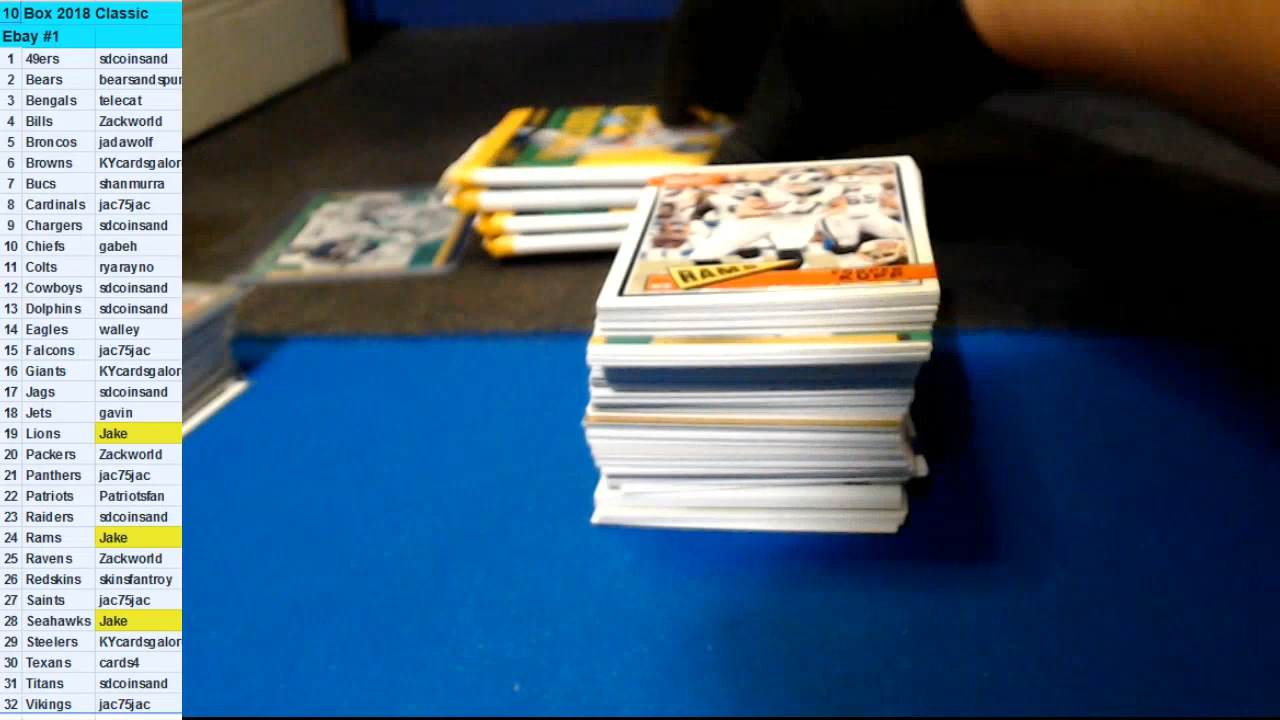 10 Box 2018 Classic
Ebay #1
1 49ers sdcoinsand
2 Bears bearsandspur
3 Bengals telecat
4 Bills Zackworld
5 Broncos jadawolf
6 Browns KYcardsgalor
7 Bucs shanmurra
8 Cardinals jac75jac
9 Chargers sdcoinsand
10 Chiefs gabeh
11 Colts ryarayno
12 Cowboys sdcoinsand
13 Dolphins sdcoinsand
14 Eagles walley
15 Falcons jac75jac
16 Giants KYcardsgalor
17 Jags sdcoinsand
18 Jets gavin
19 Lions Jake
20 Packers Zackworld
21 Panthers jac75jac
22 Patriots Patriotsfan
23 Raiders sdcoinsand
24 Rams Jake
25 Ravens Zackworld
26 Redskins skinsfantroy
27 Saints jac75jac
28 Seahawks Jake
29 Steelers KYcardsgalor
30 Texans cards4
31 Titans sdcoinsand
32 Vikings jac75jac
RAMS